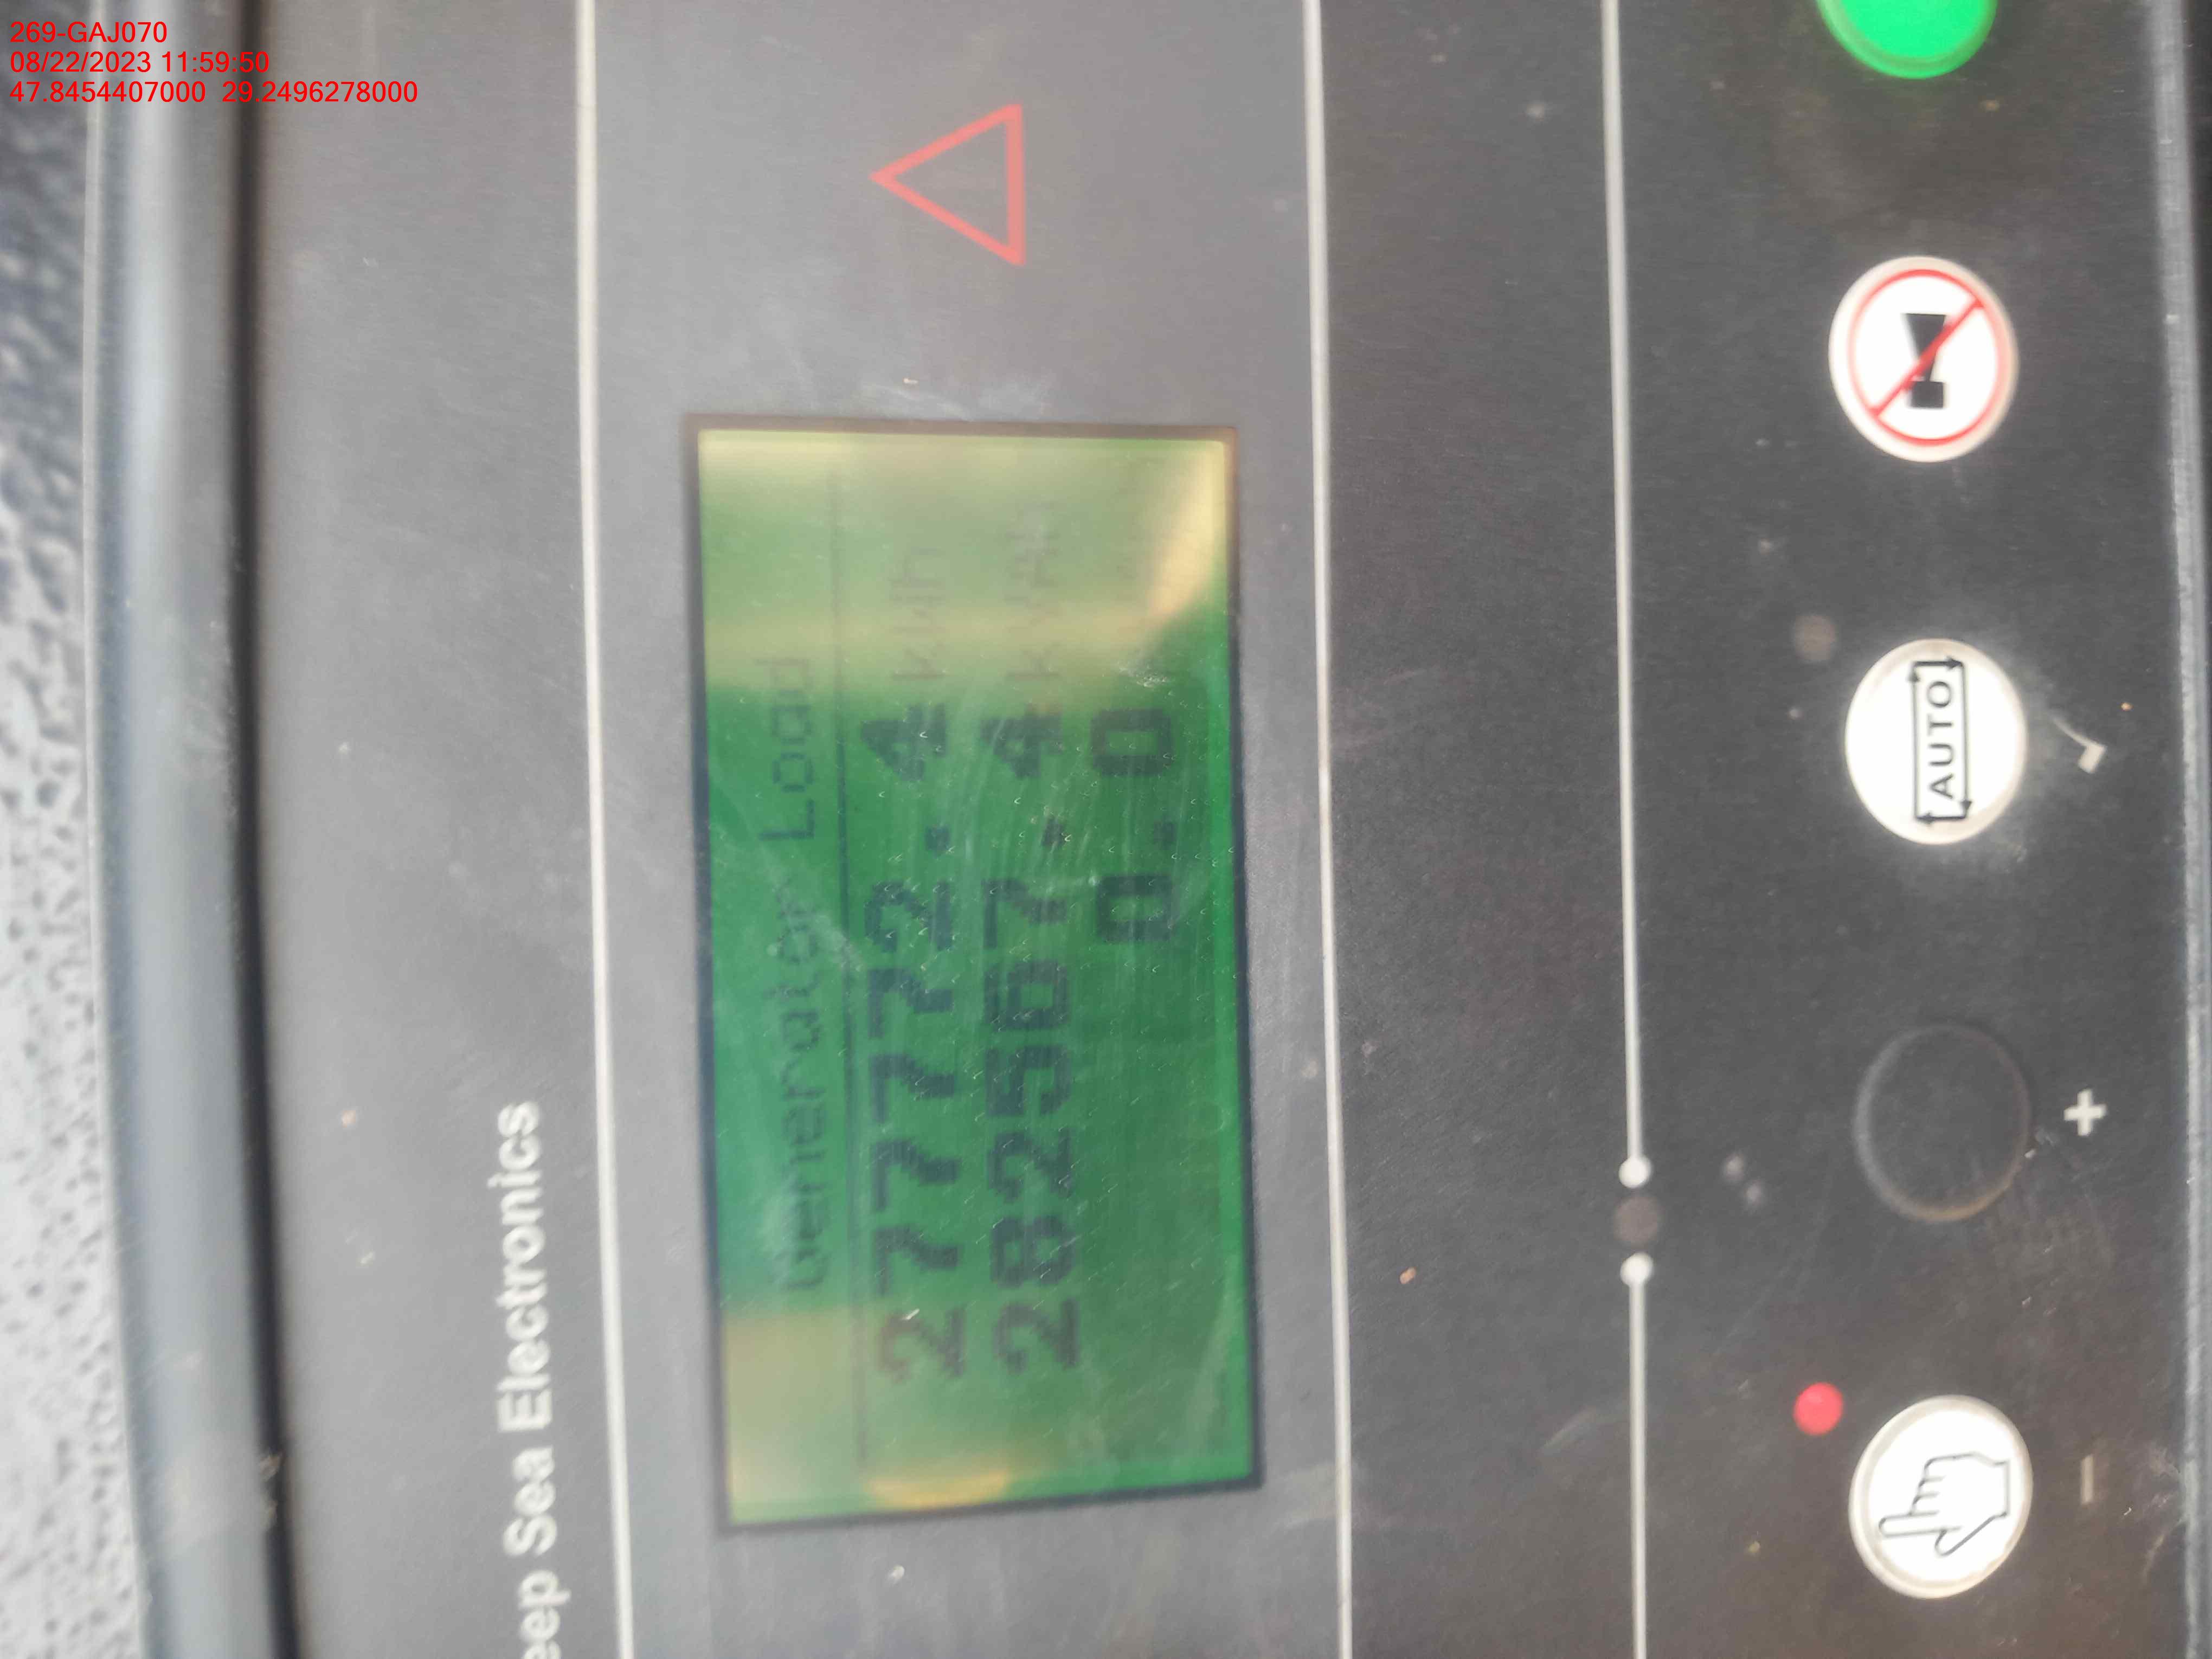 269-GAJ070
08/22/2023 11:59:50
47.8454407000 29.2496278000
eep Sea Electronics
Generator Load
277772.4 kWh
282567.4 kVAh
0.0
AUTO
+
-